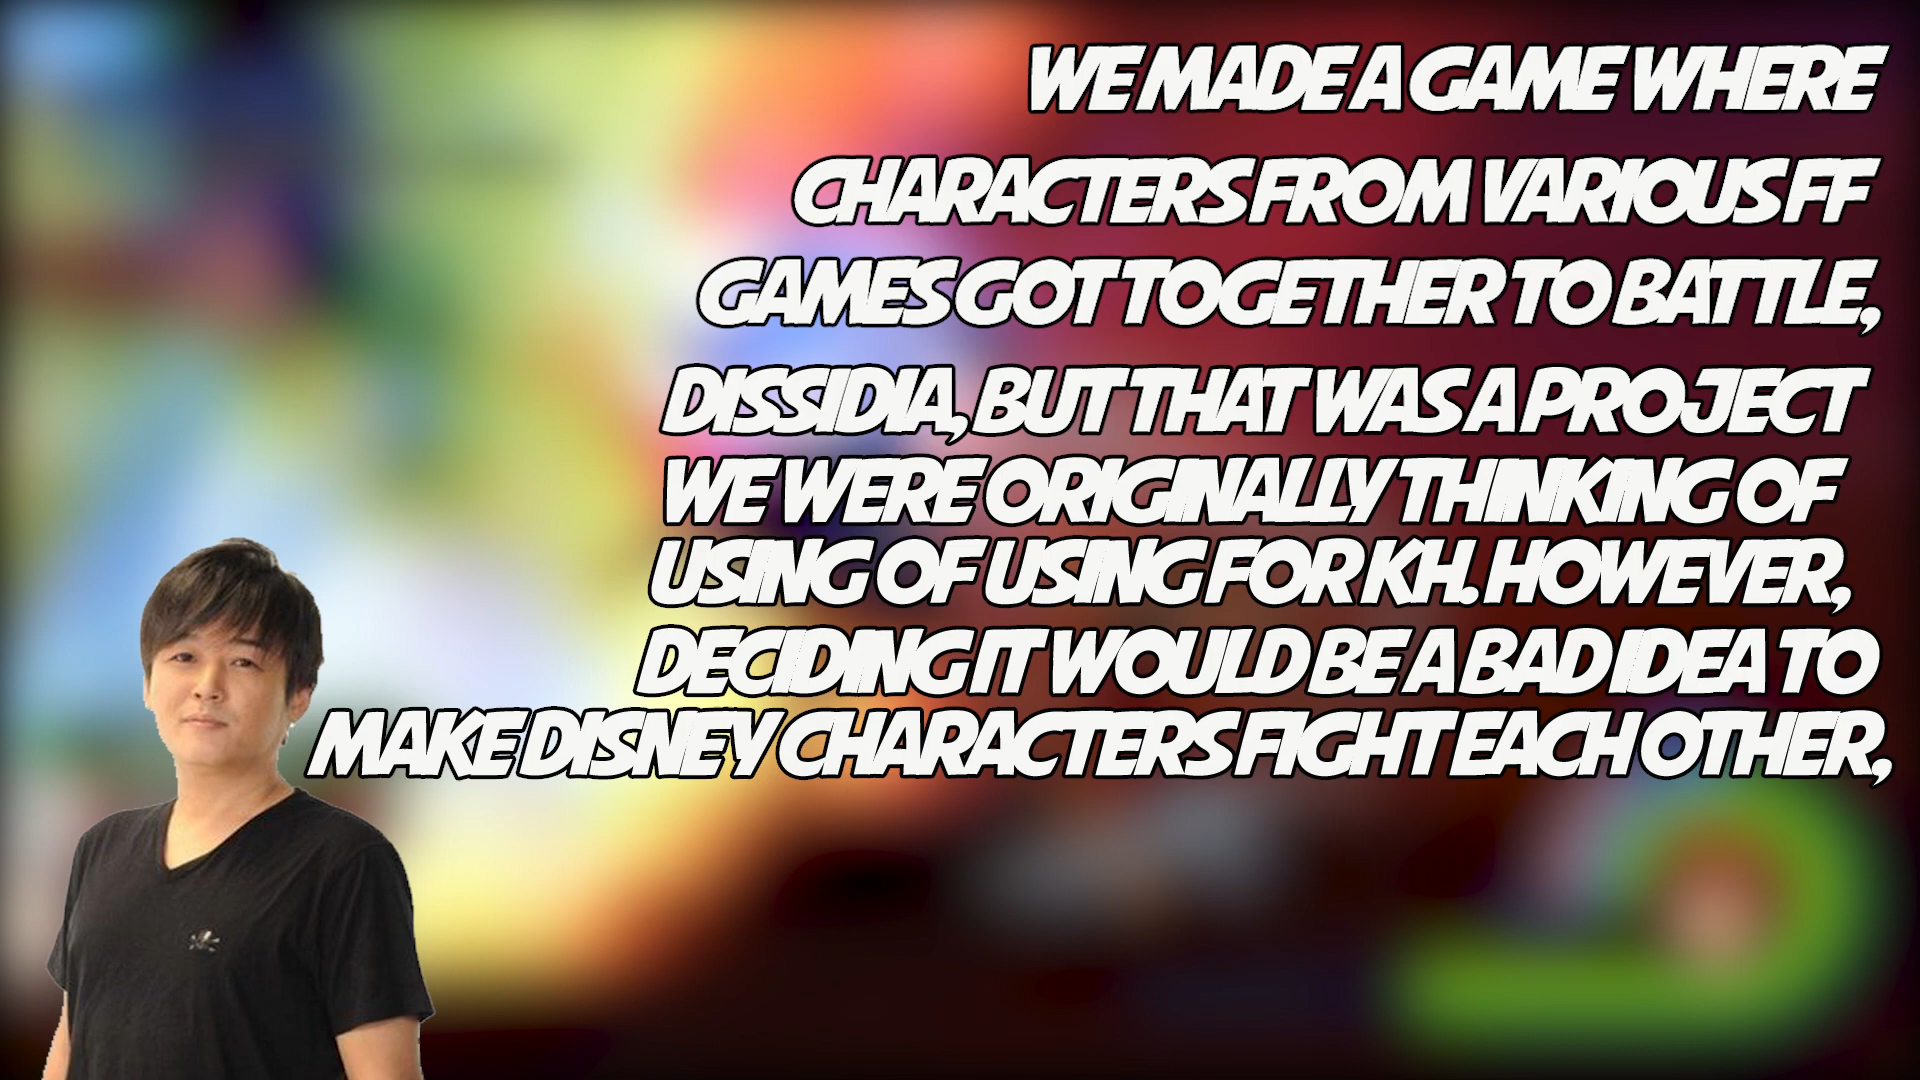 WE MADE A GAME WHERE
CHARACTERS FROM VARIOUS FF
GAMES GOT TOGETHER TO BATTLE,
DISSIDIA, BUT THAT WAS A PROJECT
WE WERE ORIGINALLY THINKING OF
USING OF USING FOR KH. HOWEVER,
DECIDING IT WOULD BE A BAD IDEA TO
MAKE DISNEY CHARACTERS FIGHT EACH OTHER,